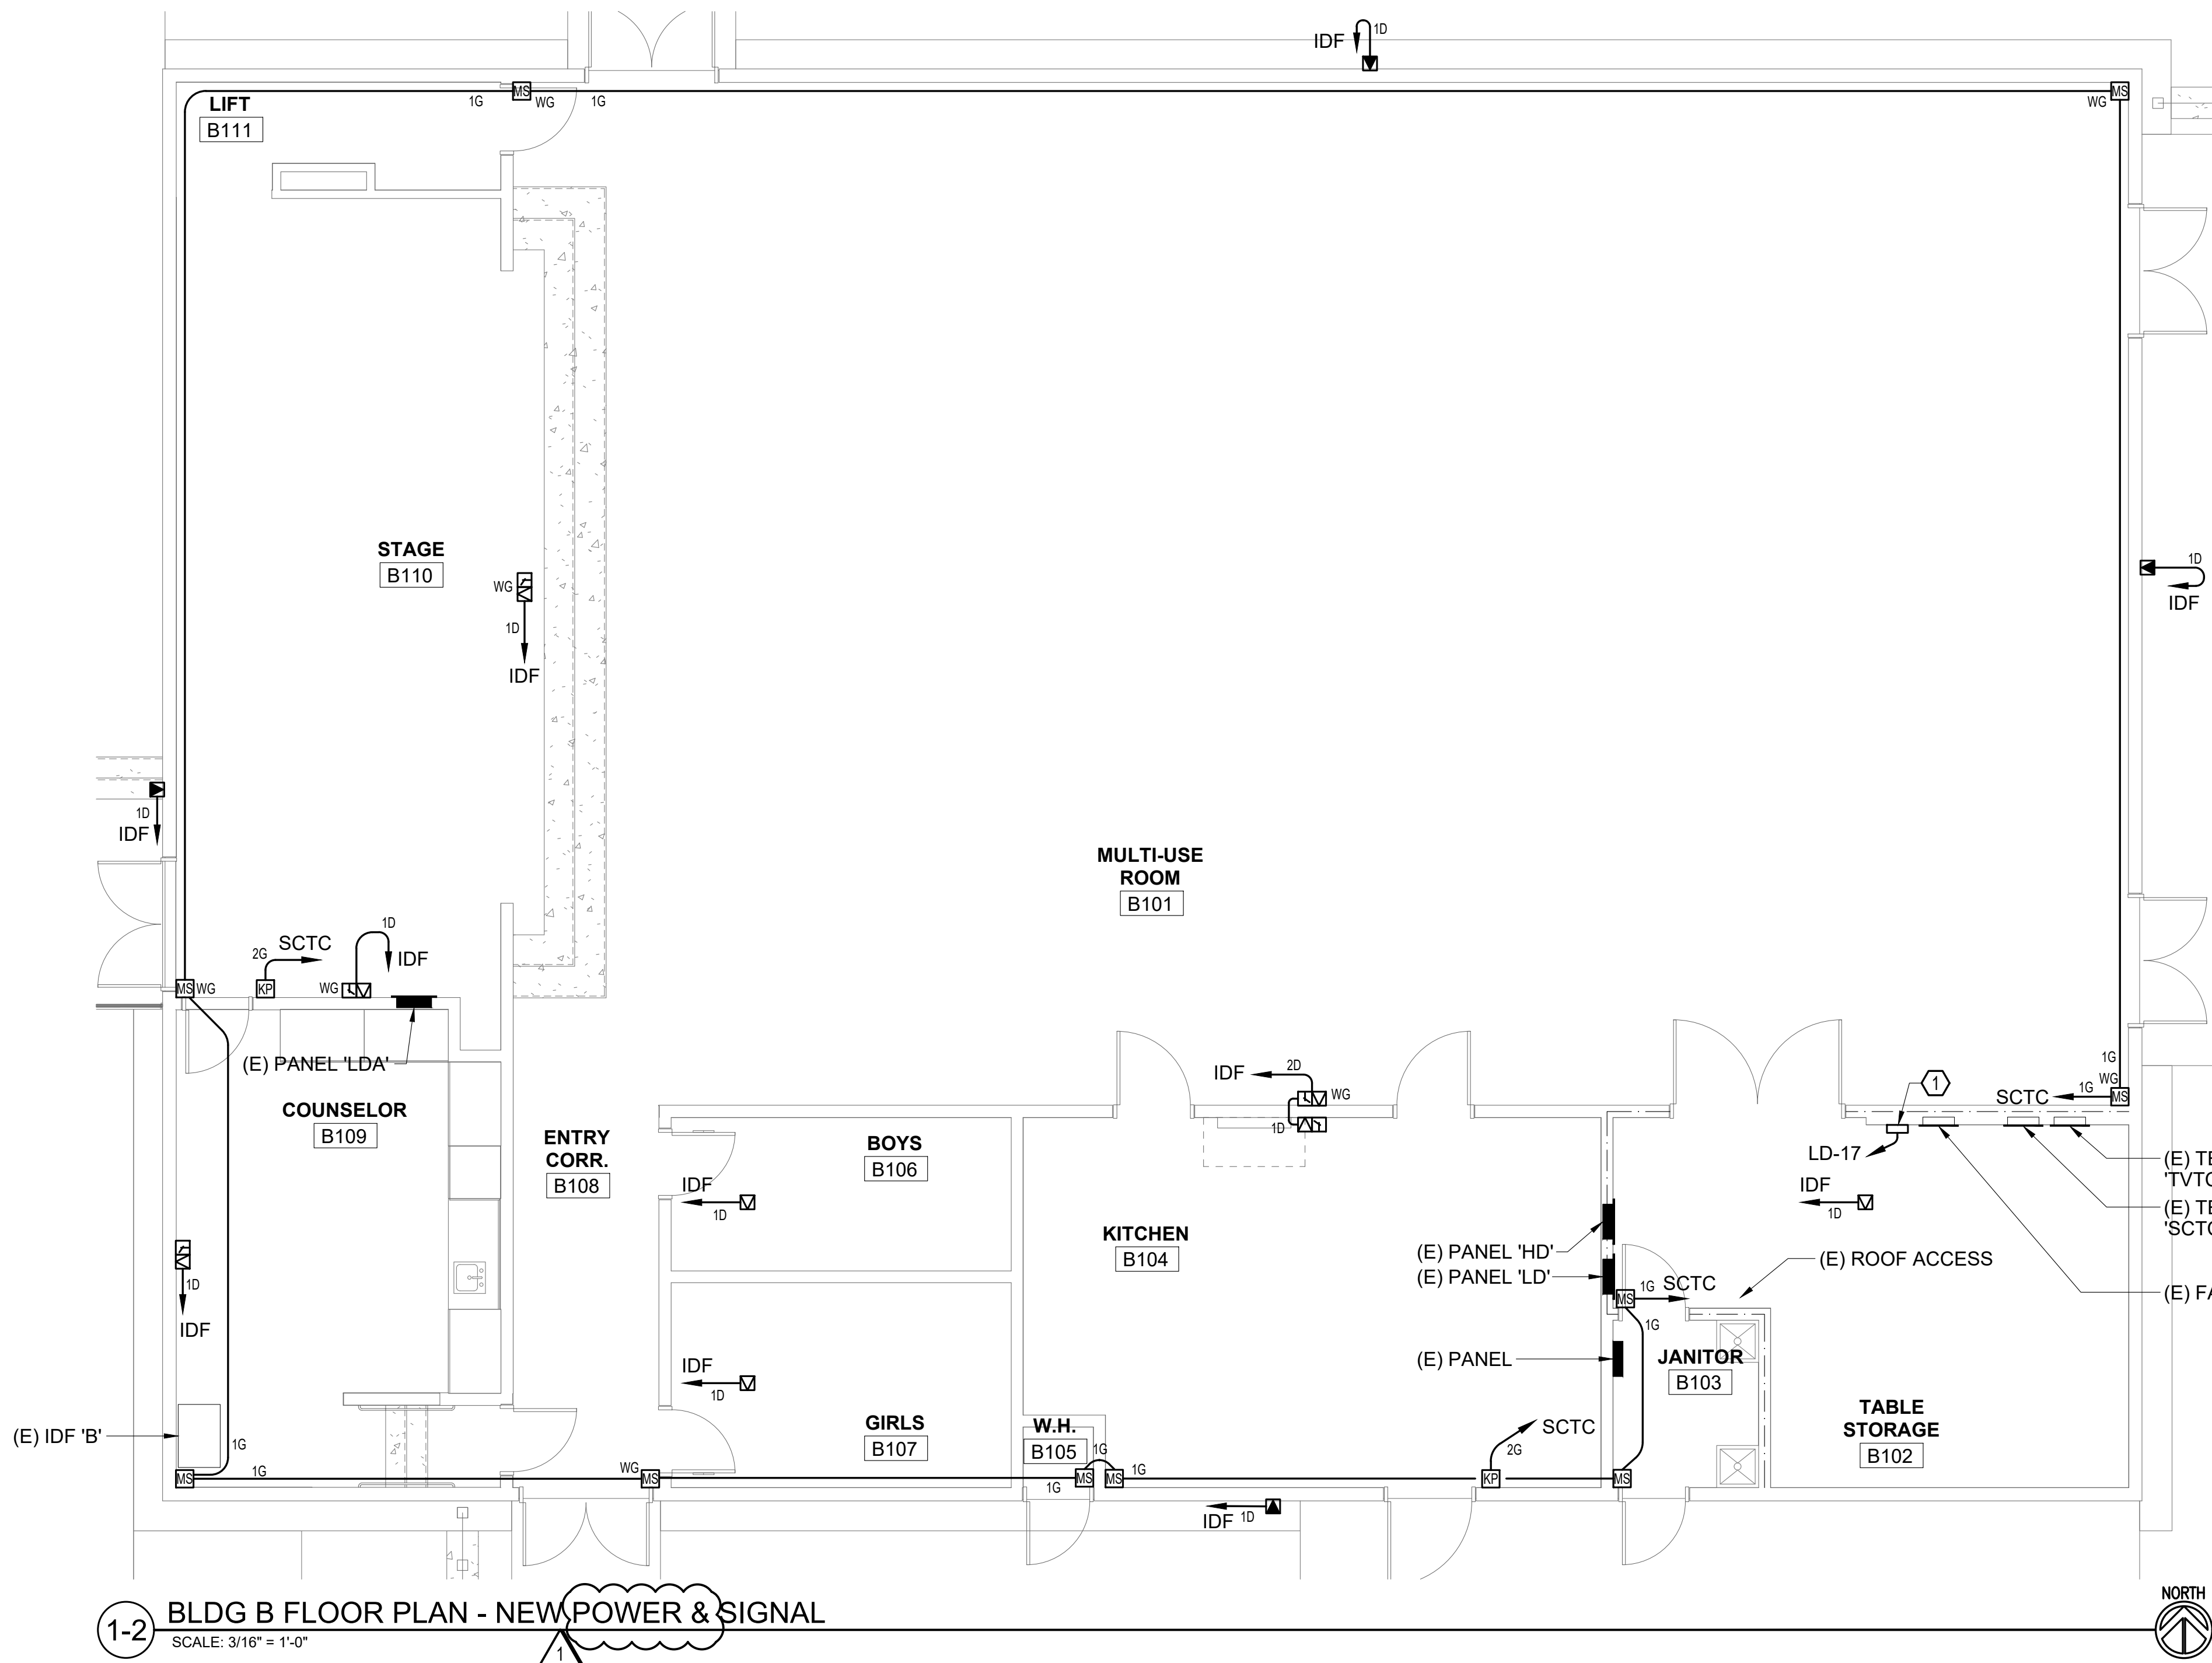 IDF
1D
LIFT
B111
1G
MS
WG
1G
MS
WG
STAGE
B110
WG
1D
IDF
1D
IDF
1D
IDF
MULTI-USE
ROOM
B101
1D
2G
SCTC
IDF
MS
WG
KP
WG
(E) PANEL 'LDA'
IDF
2D
WG
1D
1
1G
WG
SCTC
1G
MS
COUNSELOR
B109
ENTRY
CORR.
B108
BOYS
B106
IDF
1D
LD-17
IDF
1D
(E) TE
'TVTC
(E) TE
'SCTC
KITCHEN
B104
(E) PANEL 'HD'
(E) PANEL 'LD'
(E) ROOF ACCESS
1G
SCTC
MS
1G
(E) FA
1D
IDF
IDF
1D
(E) PANEL
JANITOR
B103
TABLE
STORAGE
B102
GIRLS
B107
W.H.
B105
1G
SCTC
2G
(E) IDF 'B'
1G
MS
1G
WG
MS
1G
MS
MS
1G
KP
MS
IDF
1D
1-2
BLDG B FLOOR PLAN - NEW POWER & SIGNAL
SCALE: 3/16" = 1'-0"
1
NORTH